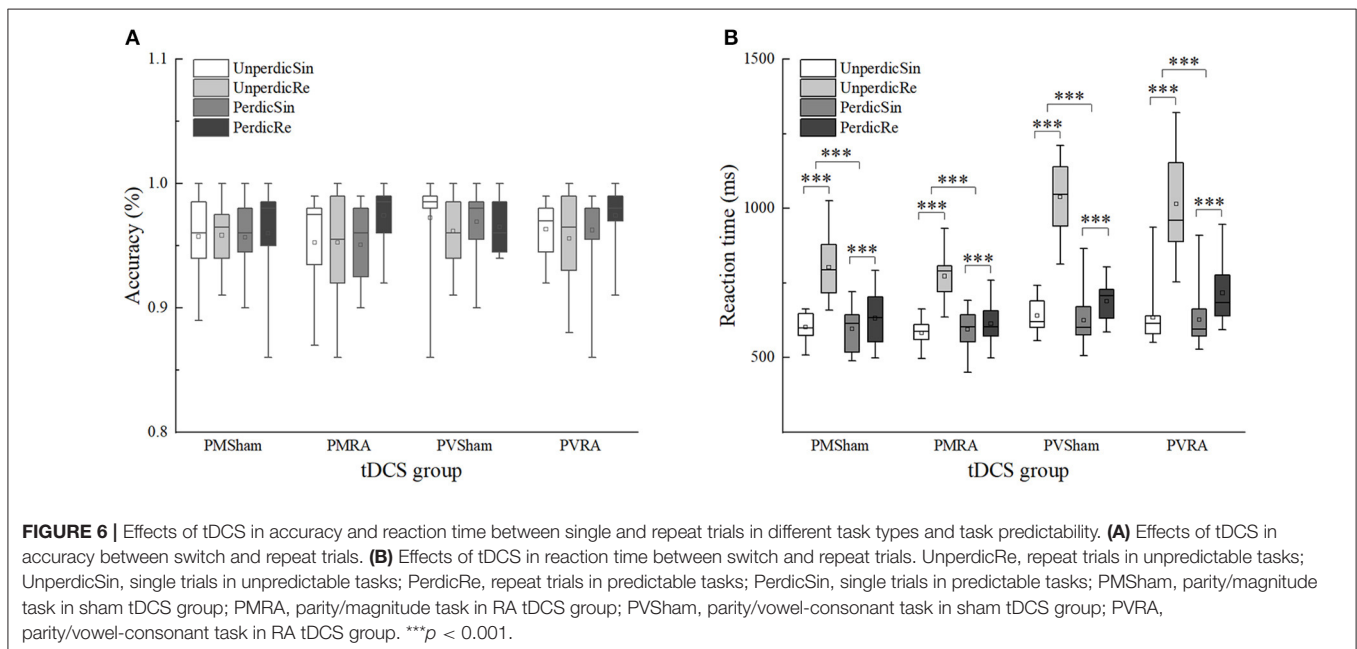 A
1.1
1.0
0.9
0.8
Accuracy (%)
UnperdicSin
UnperdicRe
PerdicSin
PerdicRe
PMSham PMRA PVSham PVRA
tDCS group
B
1500
1000
500
Reaction time (ms)
UnperdicSin
UnperdicRe
PerdicSin
PerdicRe
*** *** ***
*** *** ***
*** *** ***
*** *** ***
PMSham PMRA PVSham PVRA
tDCS group
FIGURE 6 | Effects of tDCS in accuracy and reaction time between single and repeat trials in different task types and task predictability. (A) Effects of tDCS in
accuracy between switch and repeat trials. (B) Effects of tDCS in reaction time between switch and repeat trials. UnperdicRe, repeat trials in unpredictable tasks;
UnperdicSin, single trials in unpredictable tasks; PerdicRe, repeat trials in predictable tasks; PerdicSin, single trials in predictable tasks; PMSham, parity/magnitude
task in sham tDCS group; PMRA, parity/magnitude task in RA tDCS group; PVSham, parity/vowel-consonant task in sham tDCS group; PVRA,
parity/vowel-consonant task in RA tDCS group. ***p < 0.001.